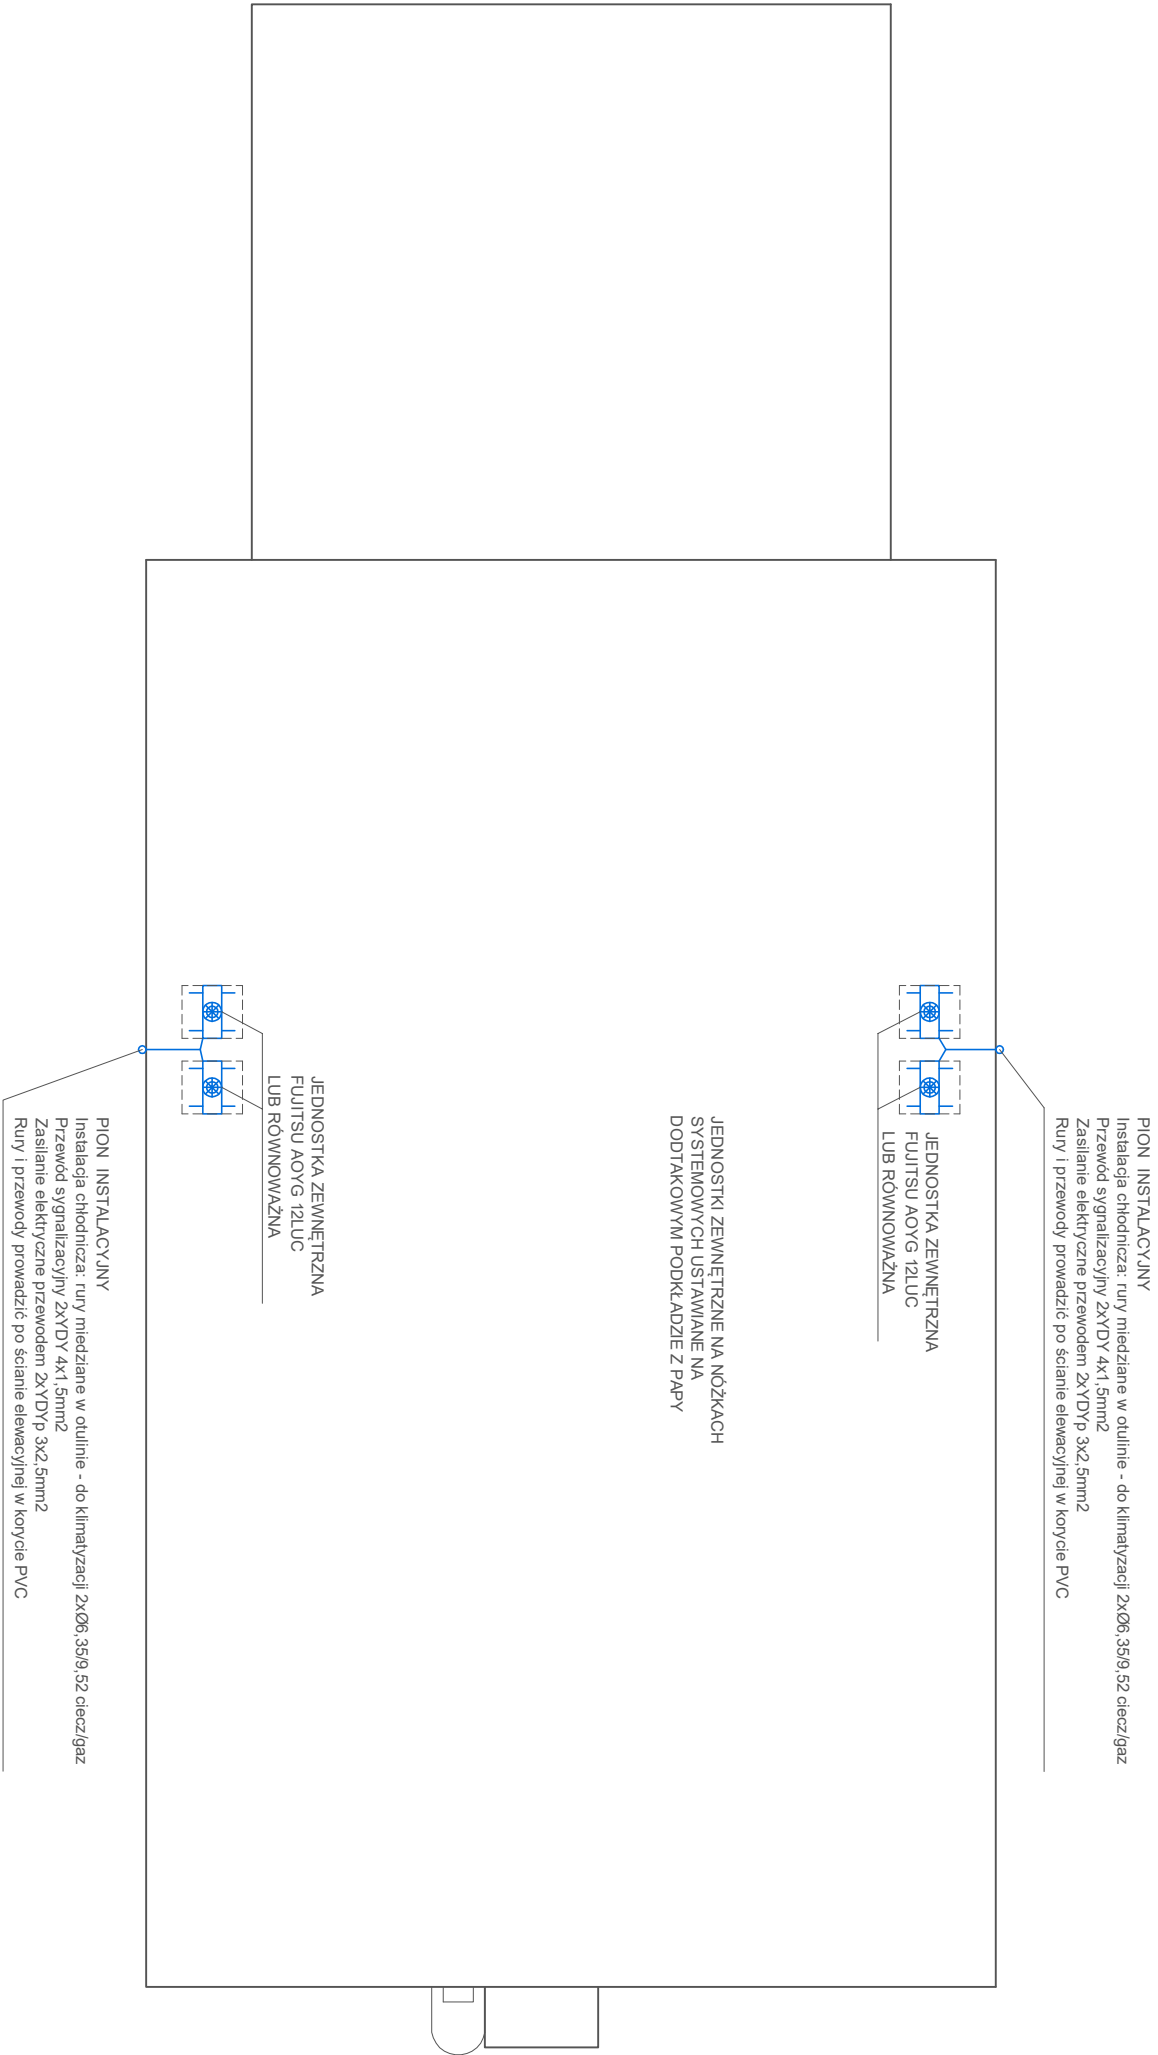 PION INSTALACYJNY
Instalacja chłodnicza: rury miedziane w otulinie - do klimatyzacji 2xØ6,35/9,52 ciecz/gaz
Przewód sygnalizacyjny 2xYDY 4x1,5mm2
Zasilanie elektryczne przewodem 2xYDYp 3x2,5mm2
Rury i przewody prowadzić po ścianie elewacyjnej w korycie PVC
JEDNOSTKA ZEWNĘTRZNA
FUJITSU AOYG 12LUC
LUB RÓWNOWAŻNA
JEDNOSTKI ZEWNĘTRZNE NA NÓŻKACH
SYSTEMOWYCH USTAWIANE NA
DODTAKOWYM PODKŁADZIE Z PAPY
JEDNOSTKA ZEWNĘTRZNA
FUJITSU AOYG 12LUC
LUB RÓWNOWAŻNA
PION INSTALACYJNY
Instalacja chłodnicza: rury miedziane w otulinie - do klimatyzacji 2xØ6,35/9,52 ciecz/gaz
Przewód sygnalizacyjny 2xYDY 4x1,5mm2
Zasilanie elektryczne przewodem 2xYDYp 3x2,5mm2
Rury i przewody prowadzić po ścianie elewacyjnej w korycie PVC